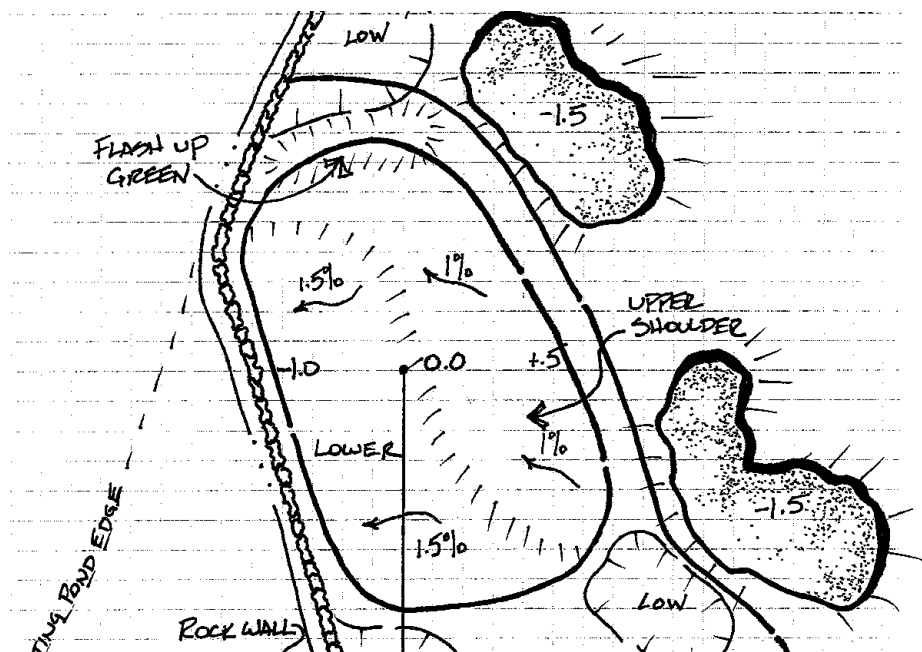 LOW
-1.5
FLASH UP
GREEN
1.5%
1%
UPPER
SHOULDER
-1.0
0.0
+.5
LOWER
1%
1.5%
-1.5
LOW
POND EDGE
ROCK WALL